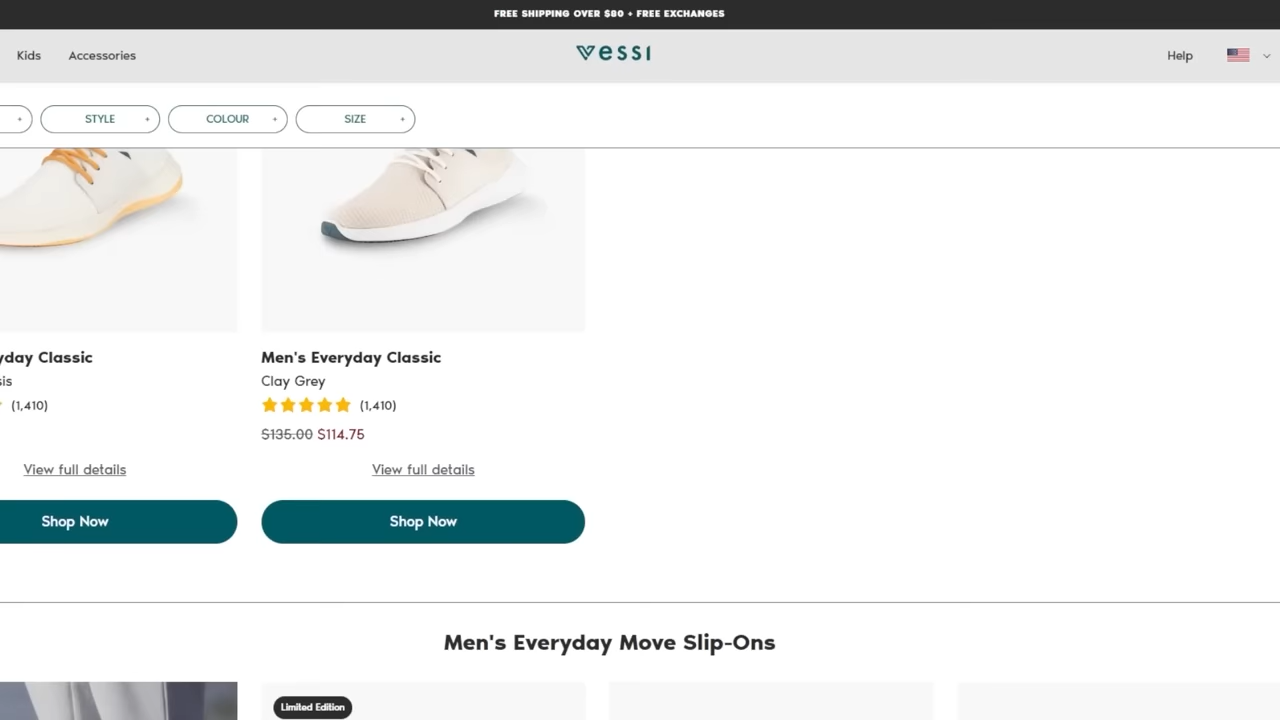 FREE SHIPPING OVER $80 + FREE EXCHANGES
Kids Accessories
vessi
Help
STYLE +
COLOUR +
SIZE +
yday Classic
sis
(1,410)
View full details
Shop Now
Men's Everyday Classic
Clay Grey
(1,410)
$135.00 $114.75
View full details
Shop Now
Men's Everyday Move Slip-Ons
Limited Edition